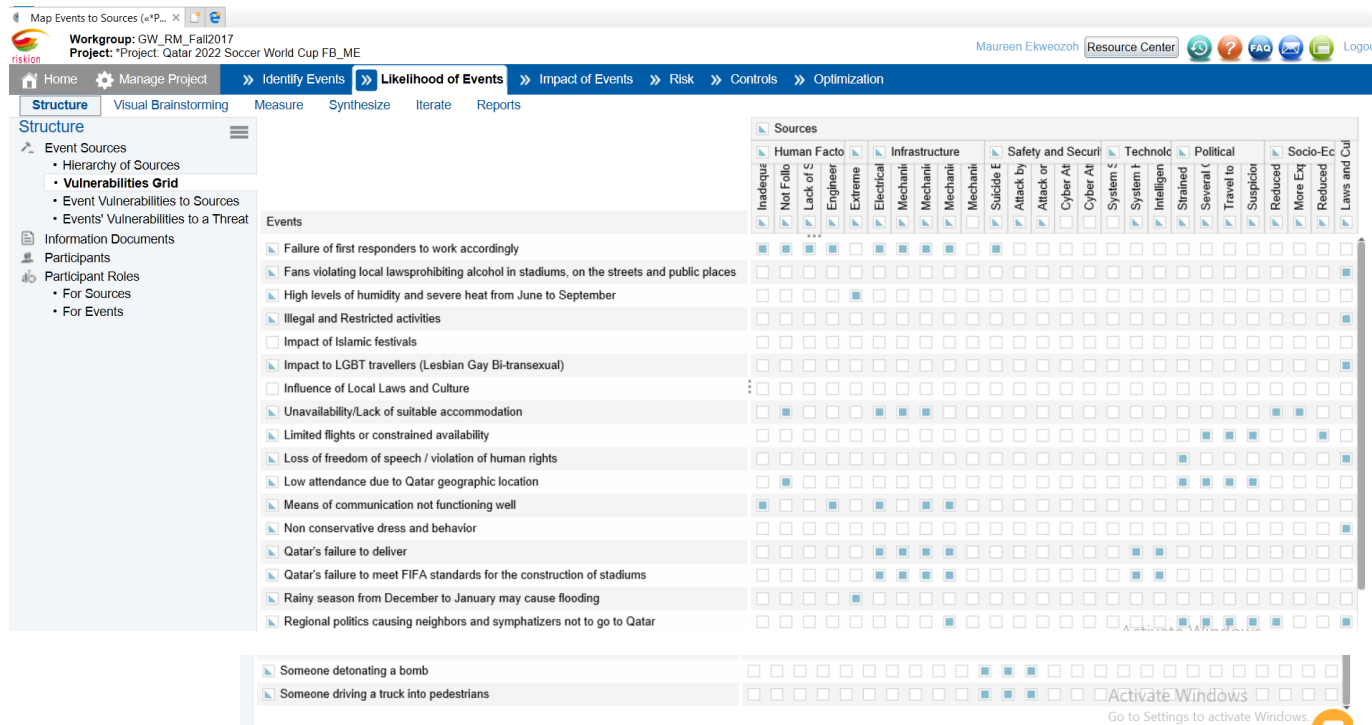 Map Events to Sources («*P...
riskion
Workgroup: GW_RM_Fall2017
Project: *Project: Qatar 2022 Soccer World Cup FB_ME
Maureen Ekweozoh Resource Center ? FAQ Logou
Home Manage Project Identify Events Likelihood of Events Impact of Events Risk Controls Optimization
Structure Visual Brainstorming Measure Synthesize Iterate Reports
Structure
Event Sources
• Hierarchy of Sources
• Vulnerabilities Grid
• Event Vulnerabilities to Sources
• Events' Vulnerabilities to a Threat
Information Documents
Participants
Participant Roles
• For Sources
• For Events
Sources
Human Facto Infrastructure Safety and Securit Technolo Political Socio-Ec
Inadequa
Not Follo
Lack of S
Engineer
Extreme
Electrical
Mechanic
Mechanic
Mechanic
Mechanic
Suicide E
Attack by
Attack or
Cyber Att
Cyber Att
System S
System H
Intelligen
Strained
Several (
Travel to
Suspicion
Reduced
More Exp
Reduced
Laws and Cul
Events
Failure of first responders to work accordingly
Fans violating local lawsprohibiting alcohol in stadiums, on the streets and public places
High levels of humidity and severe heat from June to September
Illegal and Restricted activities
Impact of Islamic festivals
Impact to LGBT travellers (Lesbian Gay Bi-transexual)
Influence of Local Laws and Culture
Unavailability/Lack of suitable accommodation
Limited flights or constrained availability
Loss of freedom of speech / violation of human rights
Low attendance due to Qatar geographic location
Means of communication not functioning well
Non conservative dress and behavior
Qatar's failure to deliver
Qatar's failure to meet FIFA standards for the construction of stadiums
Rainy season from December to January may cause flooding
Regional politics causing neighbors and symphatizers not to go to Qatar
Activate Windows
Someone detonating a bomb
Someone driving a truck into pedestrians
Activate Windows
Go to Settings to activate Windows.